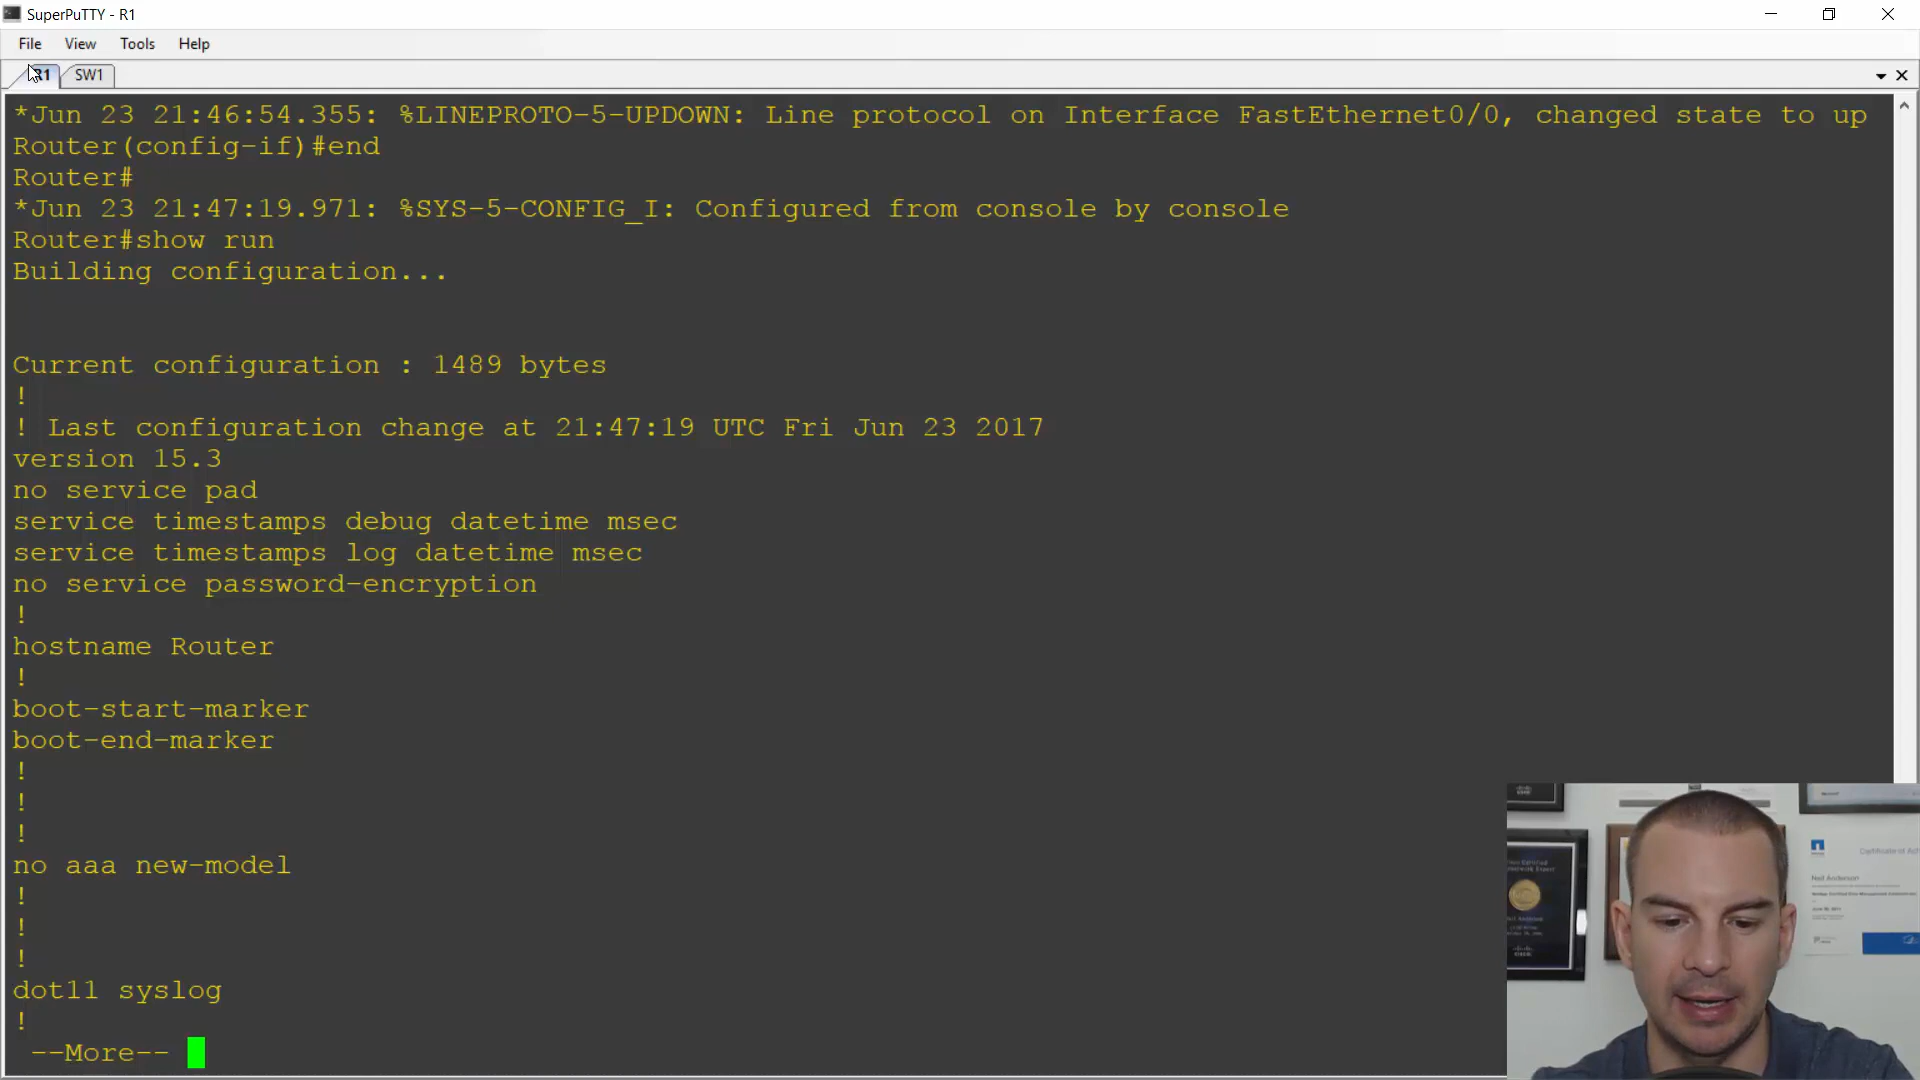 SuperPuTTY - R1
File View Tools Help
R1 SW1
*Jun 23 21:46:54.355: %LINEPROTO-5-UPDOWN: Line protocol on Interface FastEthernet0/0, changed state to up
Router(config-if)#end
Router#
*Jun 23 21:47:19.971: %SYS-5-CONFIG_I: Configured from console by console
Router#show run
Building configuration...
Current configuration : 1489 bytes
!
! Last configuration change at 21:47:19 UTC Fri Jun 23 2017
version 15.3
no service pad
service timestamps debug datetime msec
service timestamps log datetime msec
no service password-encryption
!
hostname Router
!
boot-start-marker
boot-end-marker
!
!
!
no aaa new-model
!
!
!
dot11 syslog
!
--More--
Neil Anderson